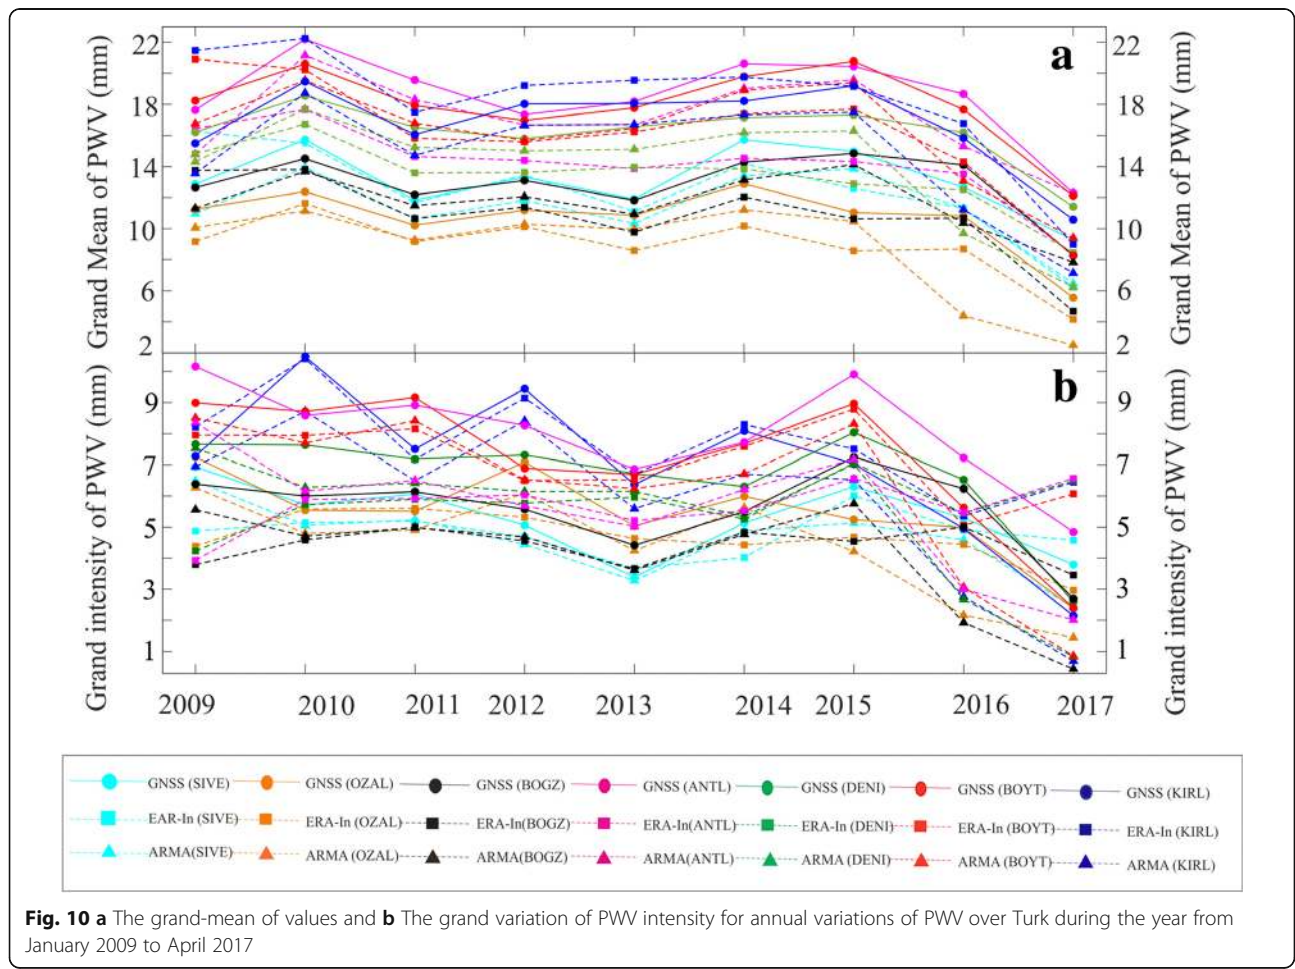 a
22
18
14
10
6
2
Grand Mean of PWV (mm)
22
18
14
10
6
2
Grand Mean of PWV (mm)
b
9
7
5
3
1
Grand intensity of PWV (mm)
9
7
5
3
1
Grand intensity of PWV (mm)
2009 2010 2011 2012 2013 2014 2015 2016 2017
GNSS (SIVE) GNSS (OZAL) GNSS (BOGZ) GNSS (ANTL) GNSS (DENI) GNSS (BOYT) GNSS (KIRL)
EAR-In (SIVE) ERA-In (OZAL) ERA-In(BOGZ) ERA-In(ANTL) ERA-In (DENI) ERA-In (BOYT) ERA-In (KIRL)
ARMA(SIVE) ARMA (OZAL) ARMA(BOGZ) ARMA(ANTL) ARMA (DENI) ARMA (BOYT) ARMA (KIRL)
Fig. 10 a The grand-mean of values and b The grand variation of PWV intensity for annual variations of PWV over Turk during the year from
January 2009 to April 2017